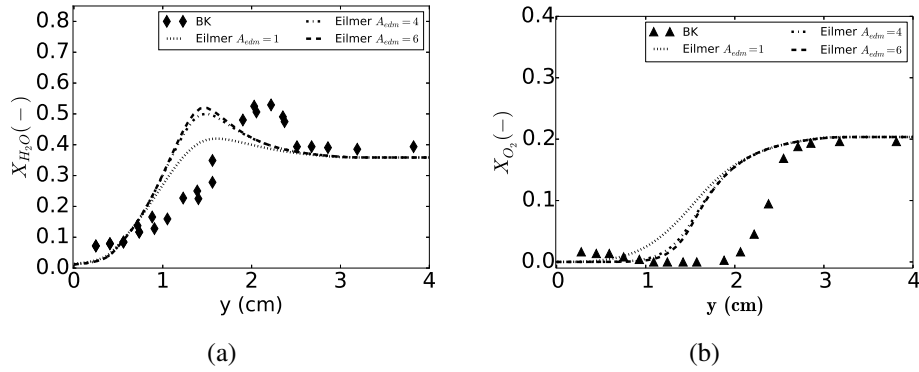 BK
Eilmer A_{edm}=1
Eilmer A_{edm}=4
Eilmer A_{edm}=6
X_{H_2O}(-)
0.8
0.7
0.6
0.5
0.4
0.3
0.2
0.1
0.0
0 1 2 3 4
y (cm)
(a)
BK
Eilmer A_{edm}=1
Eilmer A_{edm}=4
Eilmer A_{edm}=6
X_{O_2}(-)
0.4
0.3
0.2
0.1
0.0
0 1 2 3 4
y (cm)
(b)